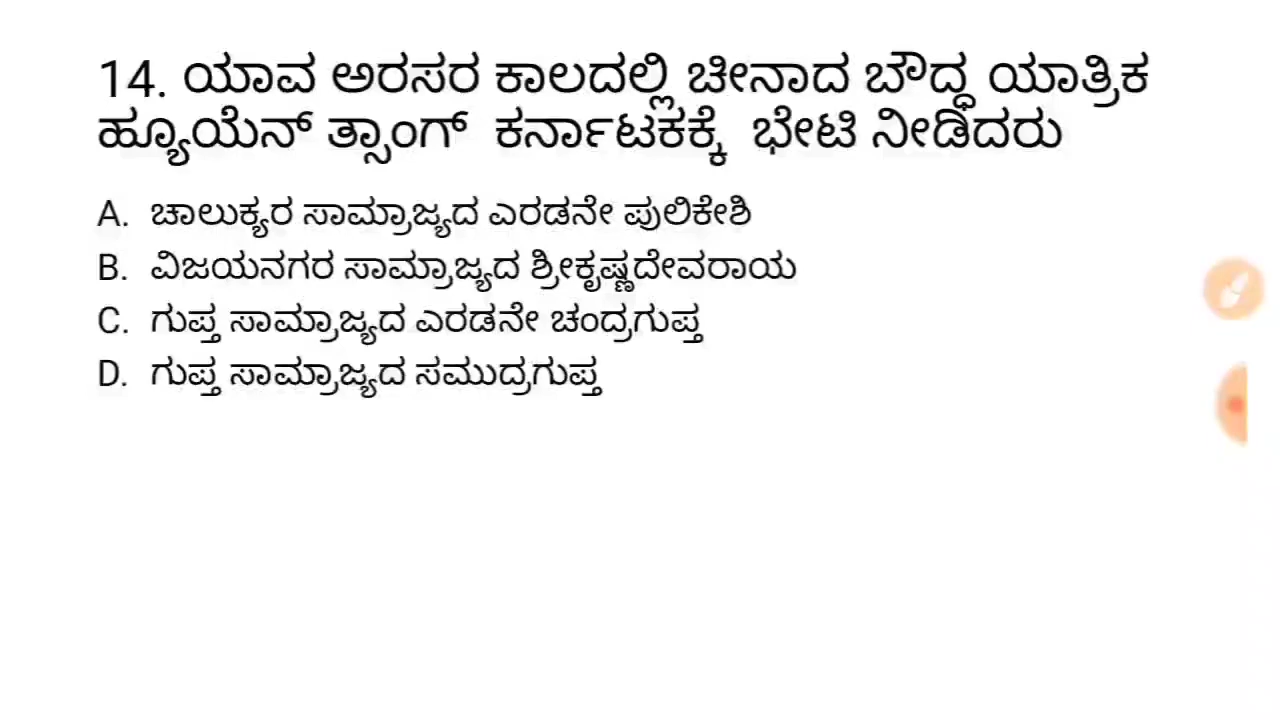 14. ಯಾವ ಅರಸರ ಕಾಲದಲ್ಲಿ ಚೀನಾದ ಬೌದ್ಧ ಯಾತ್ರಿಕ
ಹ್ಯೂಯೆನ್ ತ್ಸಾಂಗ್ ಕರ್ನಾಟಕಕ್ಕೆ ಭೇಟಿ ನೀಡಿದರು
A. ಚಾಲುಕ್ಯರ ಸಾಮ್ರಾಜ್ಯದ ಎರಡನೇ ಪುಲಿಕೇಶಿ
B. ವಿಜಯನಗರ ಸಾಮ್ರಾಜ್ಯದ ಶ್ರೀಕೃಷ್ಣದೇವರಾಯ
C. ಗುಪ್ತ ಸಾಮ್ರಾಜ್ಯದ ಎರಡನೇ ಚಂದ್ರಗುಪ್ತ
D. ಗುಪ್ತ ಸಾಮ್ರಾಜ್ಯದ ಸಮುದ್ರಗುಪ್ತ